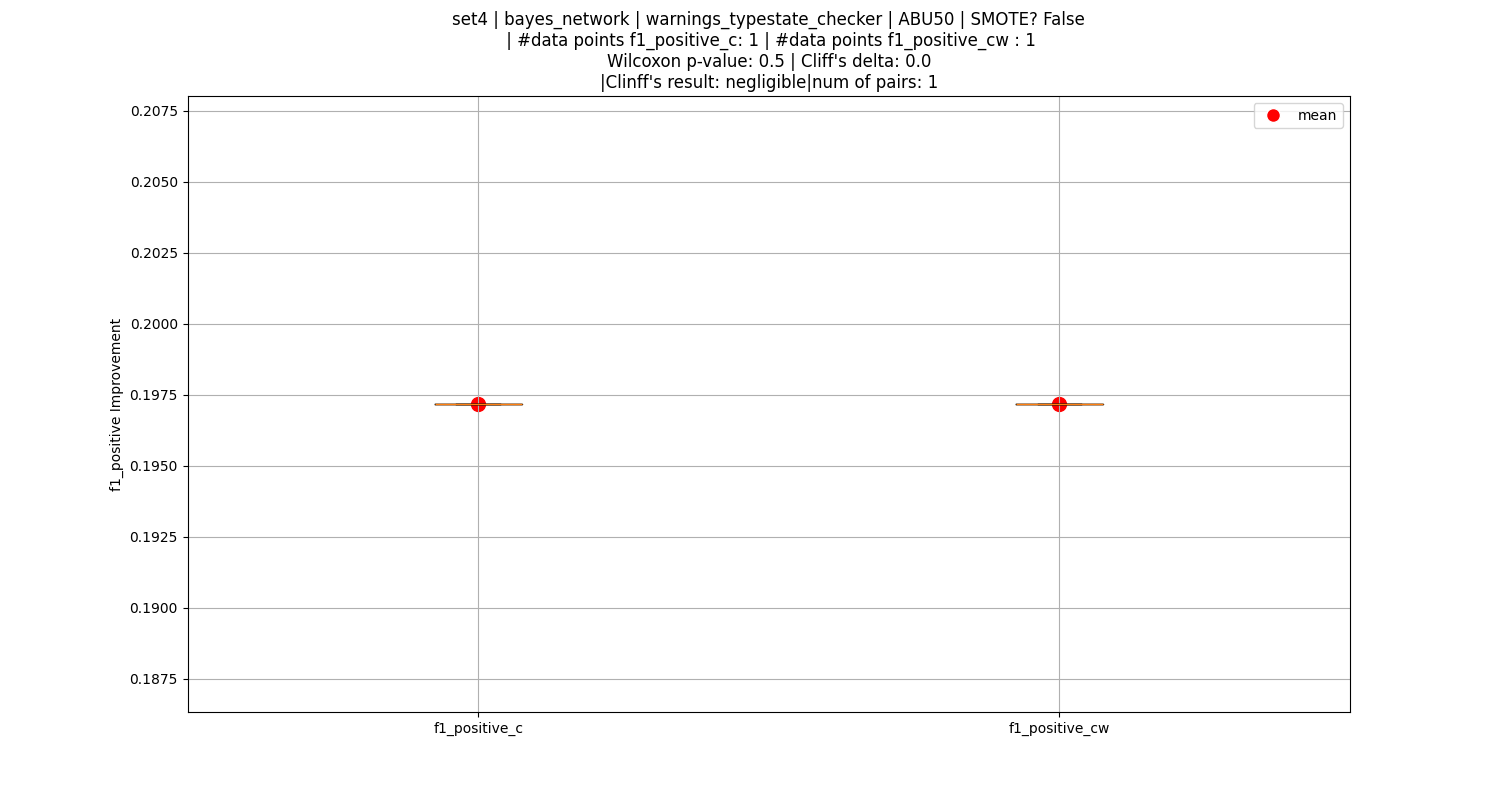 set4 | bayes_network | warnings_typestate_checker | ABU50 | SMOTE? False
| #data points f1_positive_c: 1 | #data points f1_positive_cw : 1
Wilcoxon p-value: 0.5 | Cliff's delta: 0.0
|Clinff's result: negligible|num of pairs: 1
mean
0.2075
0.2050
0.2025
0.2000
0.1975
0.1950
0.1925
0.1900
0.1875
f1_positive Improvement
f1_positive_c
f1_positive_cw